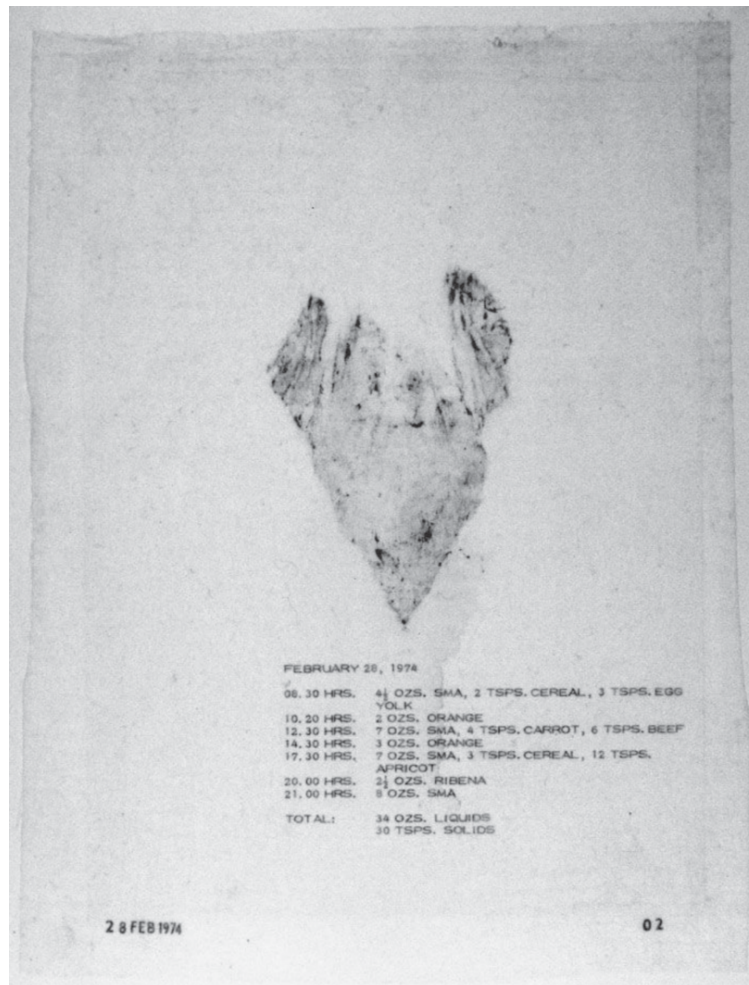 FEBRUARY 28, 1974
08.30 HRS. 4½ OZS. SMA, 2 TSPS. CEREAL, 3 TSPS. EGG
YOLK
10.20 HRS. 2 OZS. ORANGE
12.30 HRS. 7 OZS. SMA, 4 TSPS. CARROT, 6 TSPS. BEEF
14.30 HRS. 3 OZS. ORANGE
17.30 HRS. 7 OZS. SMA, 3 TSPS. CEREAL, 12 TSPS.
APRICOT
20.00 HRS. 2½ OZS. RIBENA
21.00 HRS. 8 OZS. SMA
TOTAL: 34 OZS. LIQUIDS
30 TSPS. SOLIDS
28 FEB 1974 02